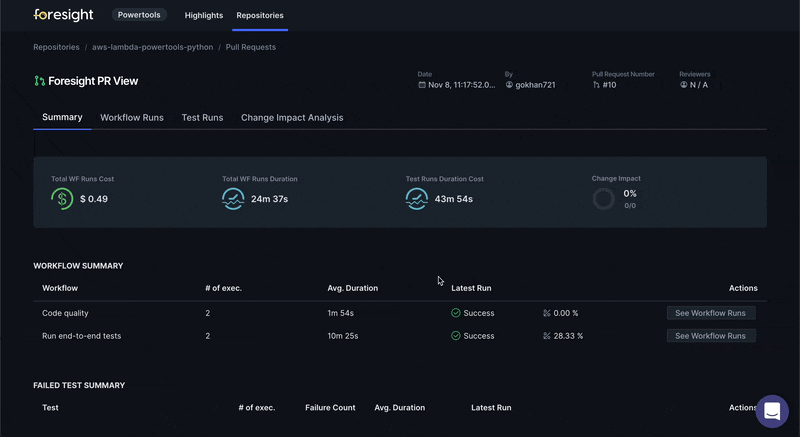 foresight Powertools Highlights Repositories
Repositories / aws-lambda-powertools-python / Pull Requests
Foresight PR View
Date By Pull Request Number Reviewers
Nov 8, 11:17:52.0... gokhan721 #10 N / A
Summary Workflow Runs Test Runs Change Impact Analysis
Total WF Runs Cost Total WF Runs Duration Test Runs Duration Cost Change Impact
$ 0.49 24m 37s 43m 54s 0%
0/0
WORKFLOW SUMMARY
Workflow # of exec. Avg. Duration Latest Run Actions
Code quality 2 1m 54s Success 0.00 % See Workflow Runs
Run end-to-end tests 2 10m 25s Success 28.33 % See Workflow Runs
FAILED TEST SUMMARY
Test # of exec. Failure Count Avg. Duration Latest Run Actions